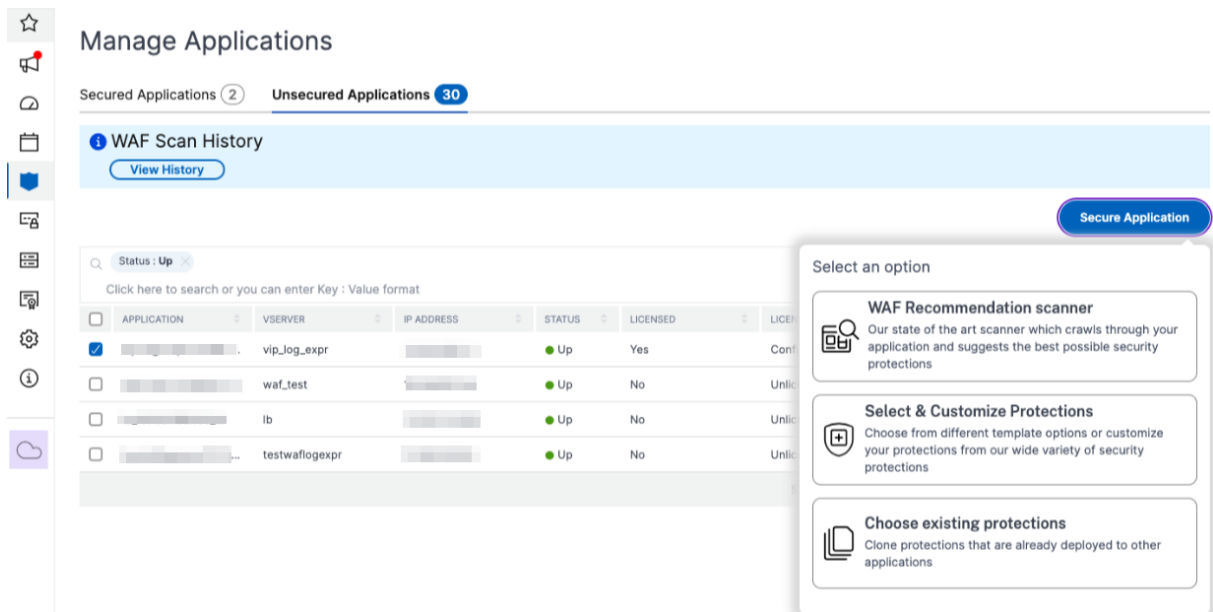 Manage Applications
Secured Applications 2 Unsecured Applications 30
WAF Scan History
View History
Secure Application
Status : Up
Click here to search or you can enter Key : Value format
APPLICATION VSERVER IP ADDRESS STATUS LICENSED
vip_log_expr Up Yes
waf_test Up No
lb Up No
testwaflogexpr Up No
Select an option
WAF Recommendation scanner
Our state of the art scanner which crawls through your
application and suggests the best possible security
protections
Select & Customize Protections
Choose from different template options or customize
your protections from our wide variety of security
protections
Choose existing protections
Clone protections that are already deployed to other
applications